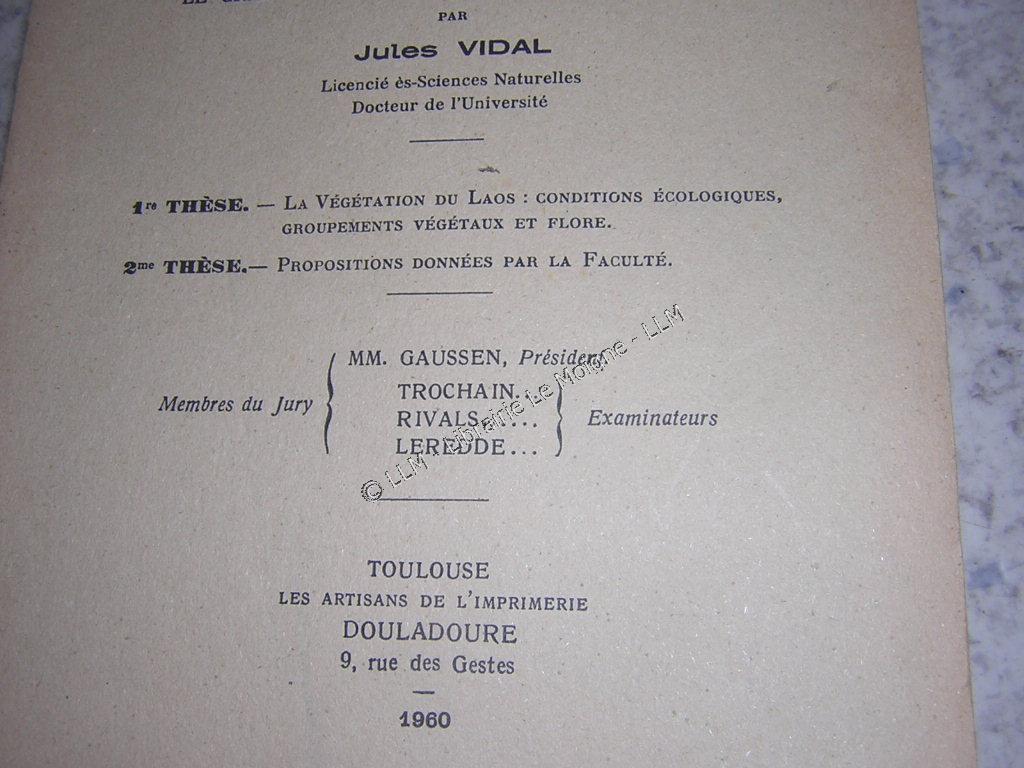 PAR
Jules VIDAL
Licencié ès-Sciences Naturelles
Docteur de l'Université
1re THÈSE. — LA VÉGÉTATION DU LAOS : CONDITIONS ÉCOLOGIQUES,
GROUPEMENTS VÉGÉTAUX ET FLORE.
2me THÈSE.— PROPOSITIONS DONNÉES PAR LA FACULTÉ.
MM. GAUSSEN, Président
TROCHAIN...
Membres du Jury RIVALS...... Examinateurs
LEREDDE...
© LLM - Librairie Le Moigne - LLM
TOULOUSE
LES ARTISANS DE L'IMPRIMERIE
DOULADOURE
9, rue des Gestes
1960